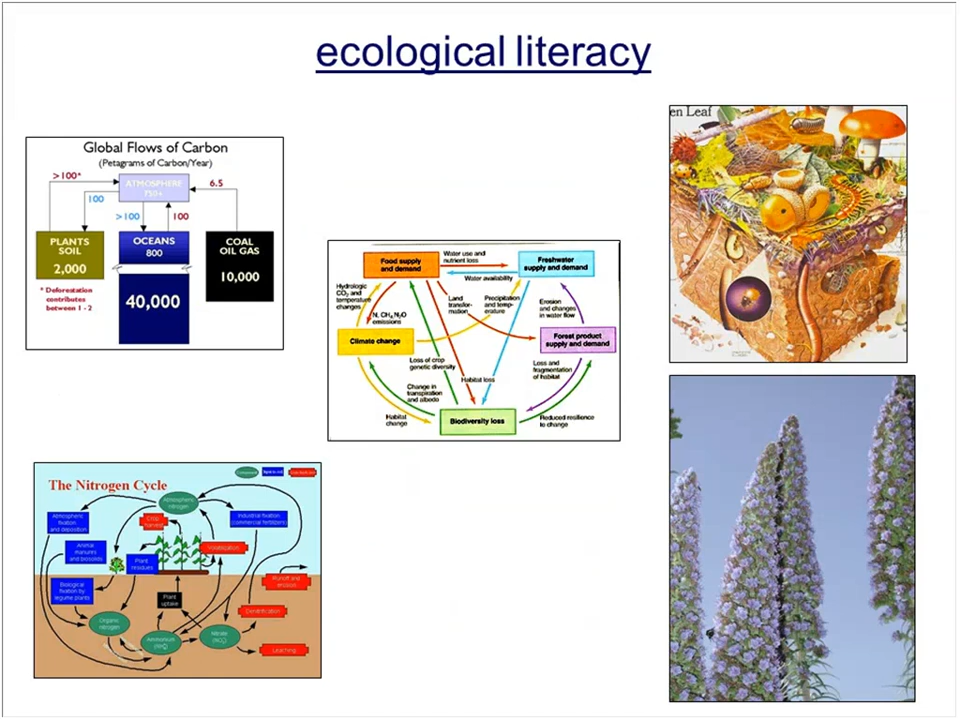 ecological literacy
Global Flows of Carbon
(Petagrams of Carbon/Year)
>100*
ATMOSPHERE
750+
6.5
100
>100
100
PLANTS
SOIL
2,000
OCEANS
800
COAL
OIL GAS
10,000
40,000
* Deforestation
contributes
between 1 - 2
en Leaf
Food supply
and demand
Water use and
nutrient loss
Freshwater
supply and demand
Water availability
Hydrologic
CO2 and
temperature
changes
N, CH4 N2O
emissions
Land
transfor-
mation
Precipitation
and temp-
erature
Erosion
and changes
in water flow
Climate change
Forest product
supply and demand
Loss of crop
genetic diversity
Habitat loss
Loss and
fragmentation
of habitat
Change in
transpiration
and albedo
Habitat
change
Biodiversity loss
Reduced resilience
to change
The Nitrogen Cycle
Atmospheric
nitrogen
Atmospheric
fixation
and deposition
Crop
harvest
Industrial fixation
(commercial fertilizers)
Animal
manures
and biosolids
Volatilization
Plant
residues
Runoff and
erosion
Biological
fixation by
legume plants
Plant
uptake
Denitrification
Organic
nitrogen
Ammonium
Nitrate
Leaching